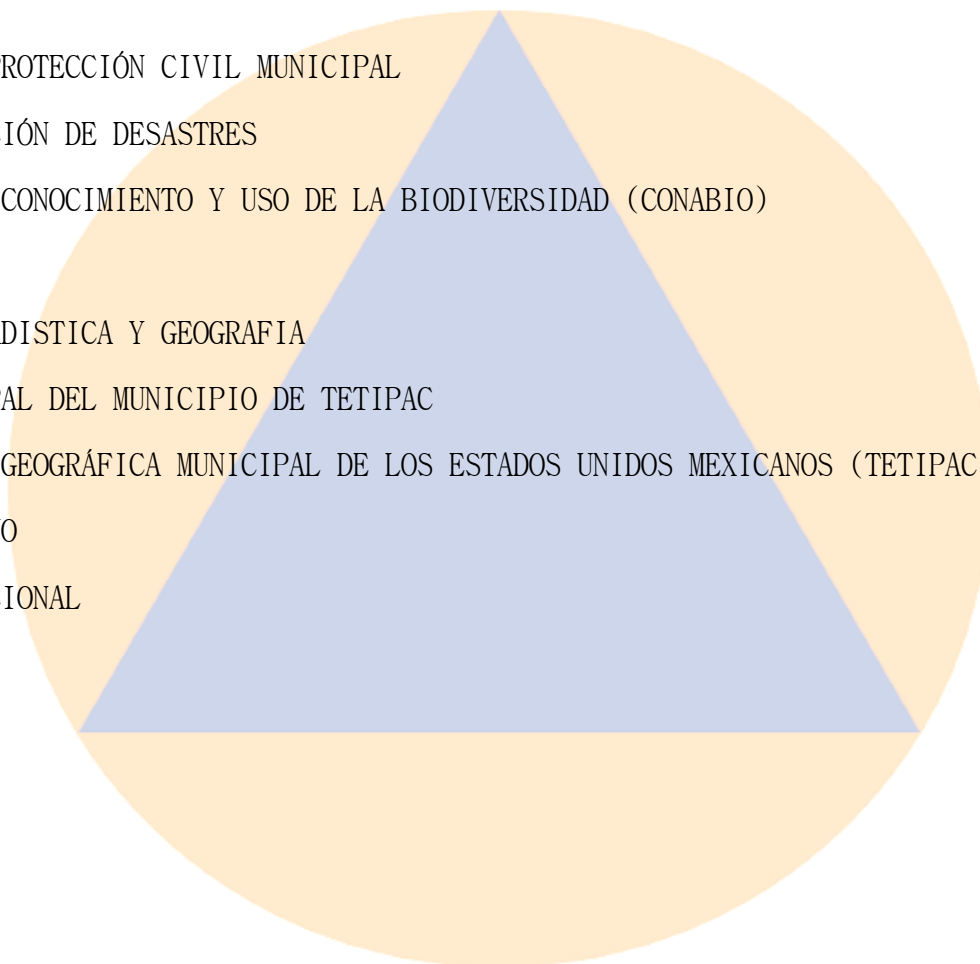 ROTECCIÓN CIVIL MUNICIPAL
IÓN DE DESASTRES
CONOCIMIENTO Y USO DE LA BIODIVERSIDAD (CONABIO)
DISTICA Y GEOGRAFIA
AL DEL MUNICIPIO DE TETIPAC
GEOGRÁFICA MUNICIPAL DE LOS ESTADOS UNIDOS MEXICANOS (TETIPAC
O
IONAL